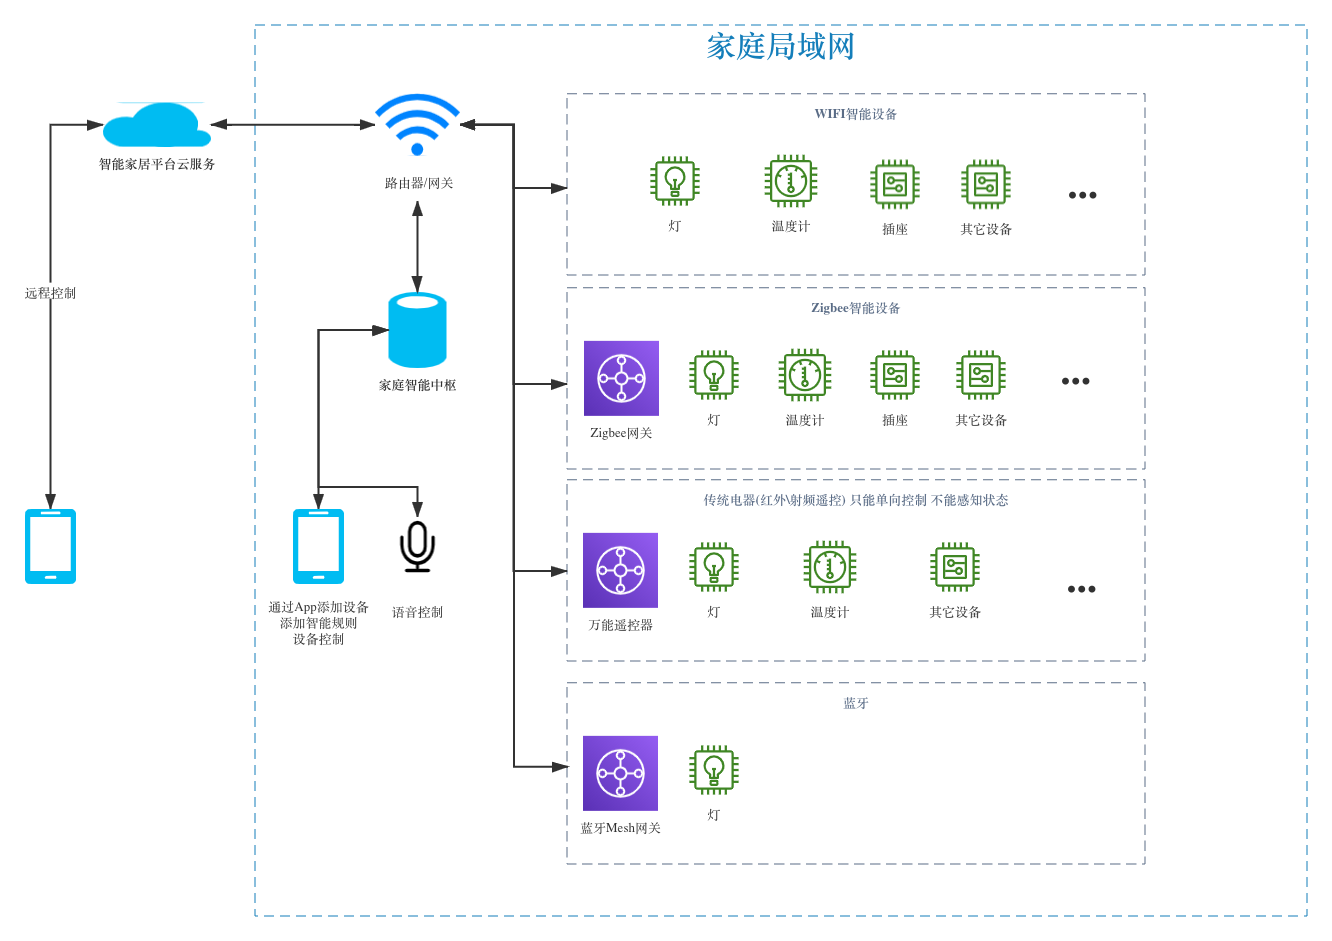 家庭局域网
智能家居平台云服务
路由器/网关
远程控制
家庭智能中枢
通过App添加设备
添加智能规则
设备控制
语音控制
WIFI智能设备
灯
温度计
插座
其它设备
Zigbee智能设备
Zigbee网关
灯
温度计
插座
其它设备
传统电器(红外\射频遥控) 只能单向控制 不能感知状态
万能遥控器
灯
温度计
其它设备
蓝牙
蓝牙Mesh网关
灯